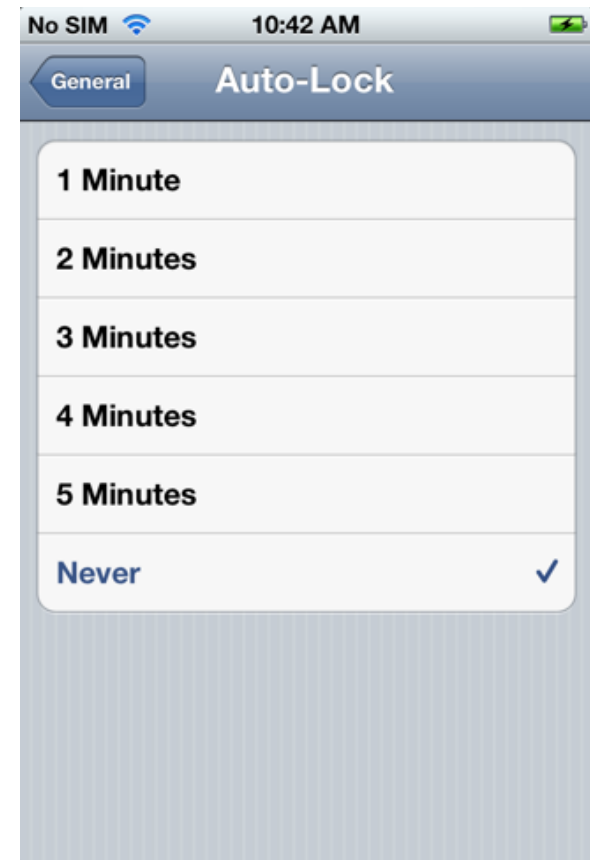 No SIM 10:42 AM
General Auto-Lock
1 Minute
2 Minutes
3 Minutes
4 Minutes
5 Minutes
Never